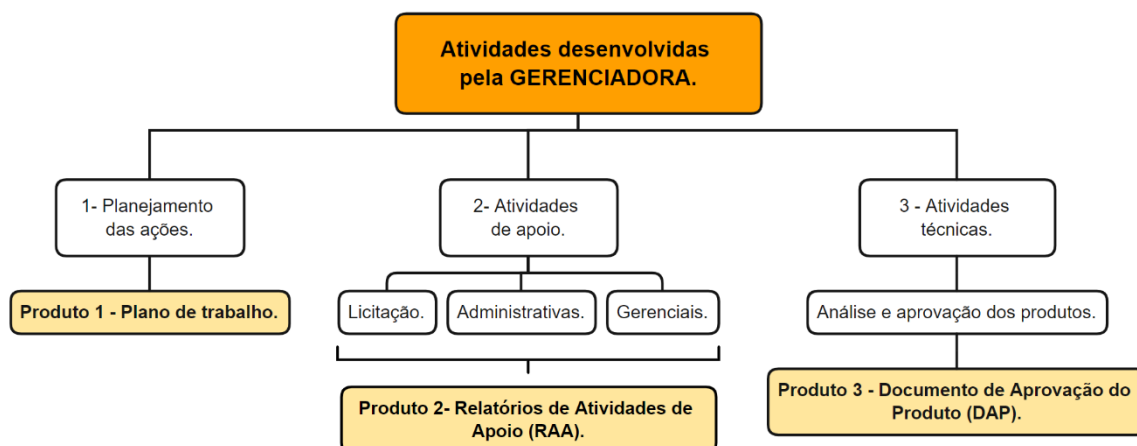 Atividades desenvolvidas
pela GERENCIADORA.
1- Planejamento
das ações.
2- Atividades
de apoio.
3 - Atividades
técnicas.
Produto 1 - Plano de trabalho.
Licitação.
Administrativas.
Gerenciais.
Análise e aprovação dos produtos.
Produto 2- Relatórios de Atividades de
Apoio (RAA).
Produto 3 - Documento de Aprovação do
Produto (DAP).